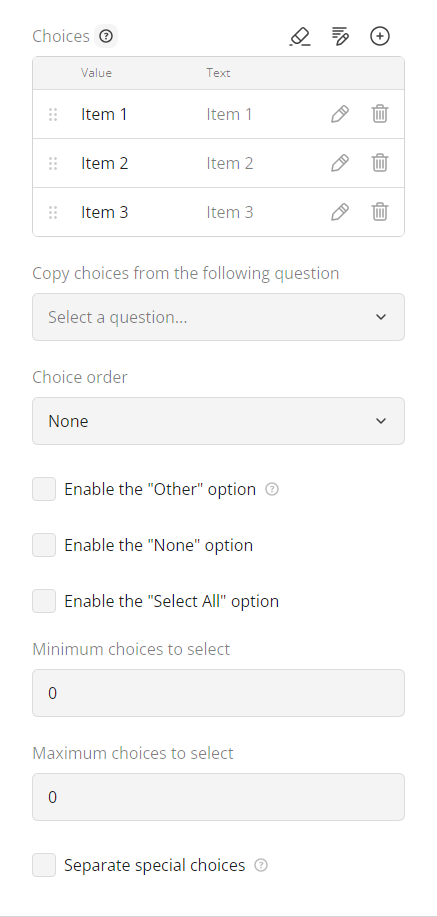 Choices
Value Text
Item 1 Item 1
Item 2 Item 2
Item 3 Item 3
Copy choices from the following question
Select a question...
Choice order
None
Enable the "Other" option
Enable the "None" option
Enable the "Select All" option
Minimum choices to select
0
Maximum choices to select
0
Separate special choices